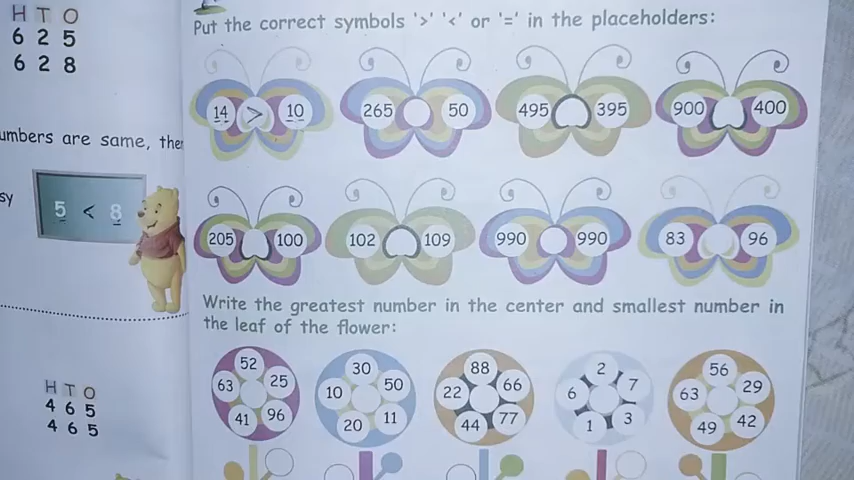 H T O
6 2 5
6 2 8
umbers are same, then
sy
5 < 8
H T O
4 6 5
4 6 5
Put the correct symbols '>' '<' or '=' in the placeholders:
14 > 10
265 50
495 395
900 400
205 100
102 109
990 990
83 96
Write the greatest number in the center and smallest number in
the leaf of the flower:
52 25 96 41 63
30 50 11 20 10
88 66 77 44 22
2 7 3 1 6
56 29 42 49 63